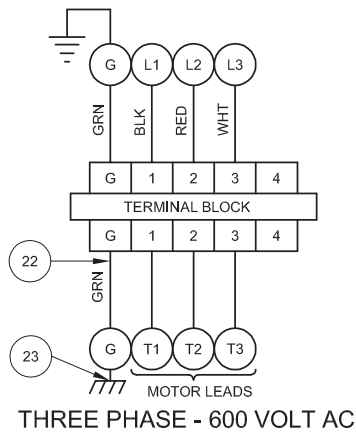 G L1 L2 L3
GRN BLK RED WHT
G 1 2 3 4
TERMINAL BLOCK
G 1 2 3 4
22
GRN
23
G T1 T2 T3
MOTOR LEADS
THREE PHASE - 600 VOLT AC